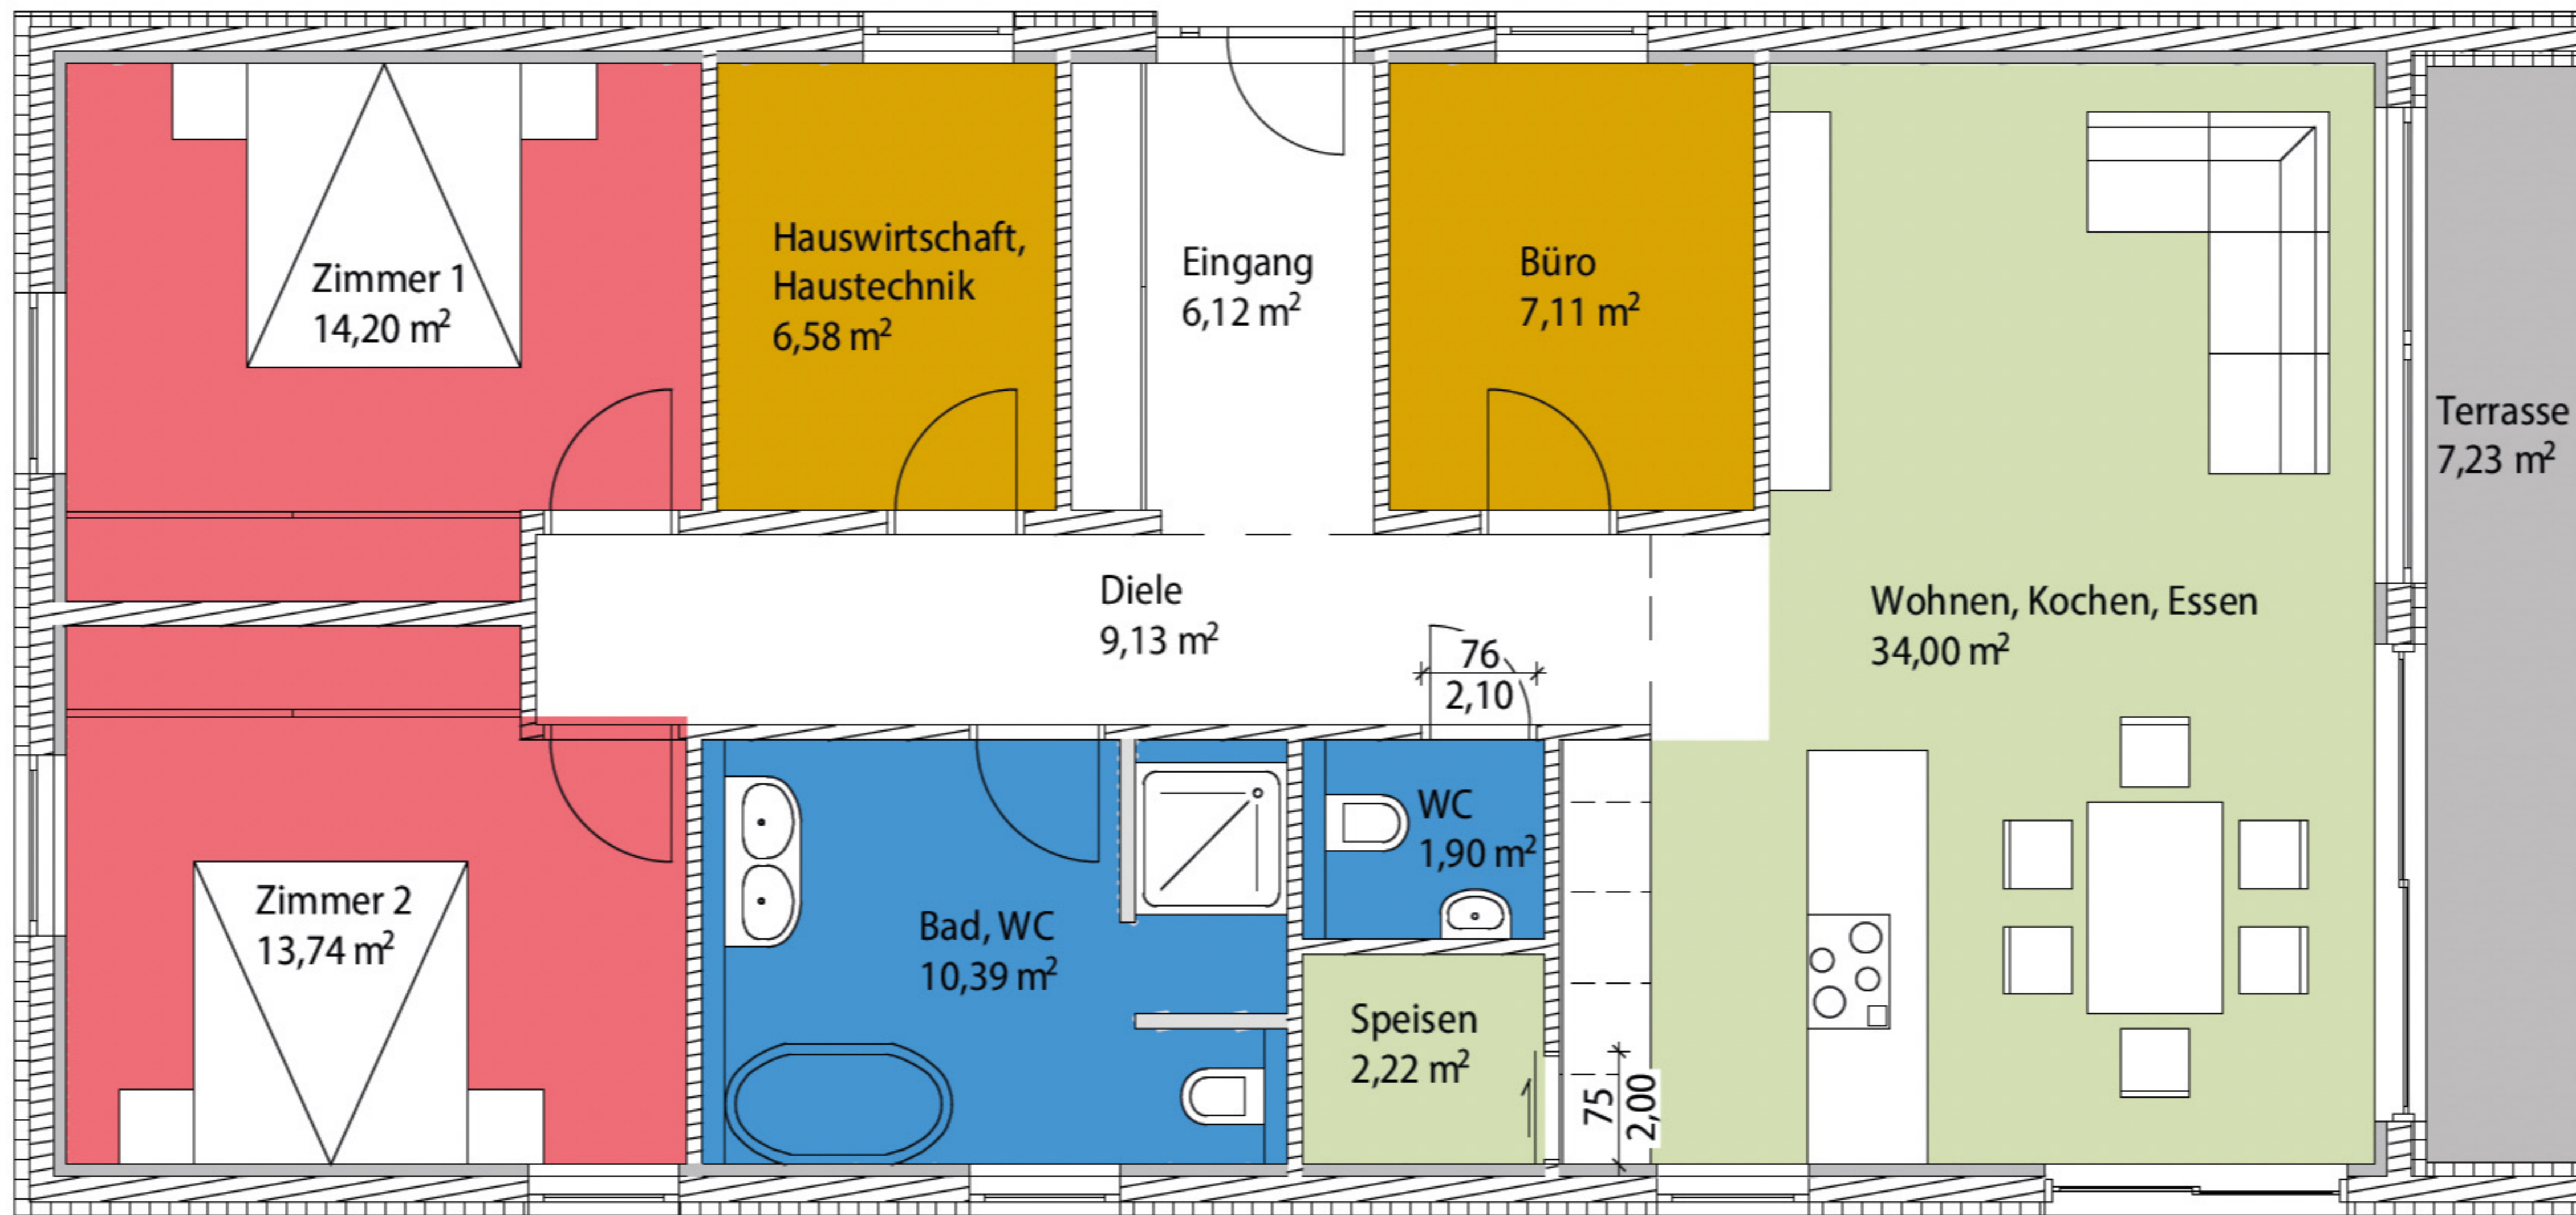 Zimmer 1
14,20 m²
Hauswirtschaft,
Haustechnik
6,58 m²
Eingang
6,12 m²
Büro
7,11 m²
Terrasse
7,23 m²
Diele
9,13 m²
76
2,10
Wohnen, Kochen, Essen
34,00 m²
Zimmer 2
13,74 m²
Bad, WC
10,39 m²
WC
1,90 m²
Speisen
2,22 m²
75
2,00